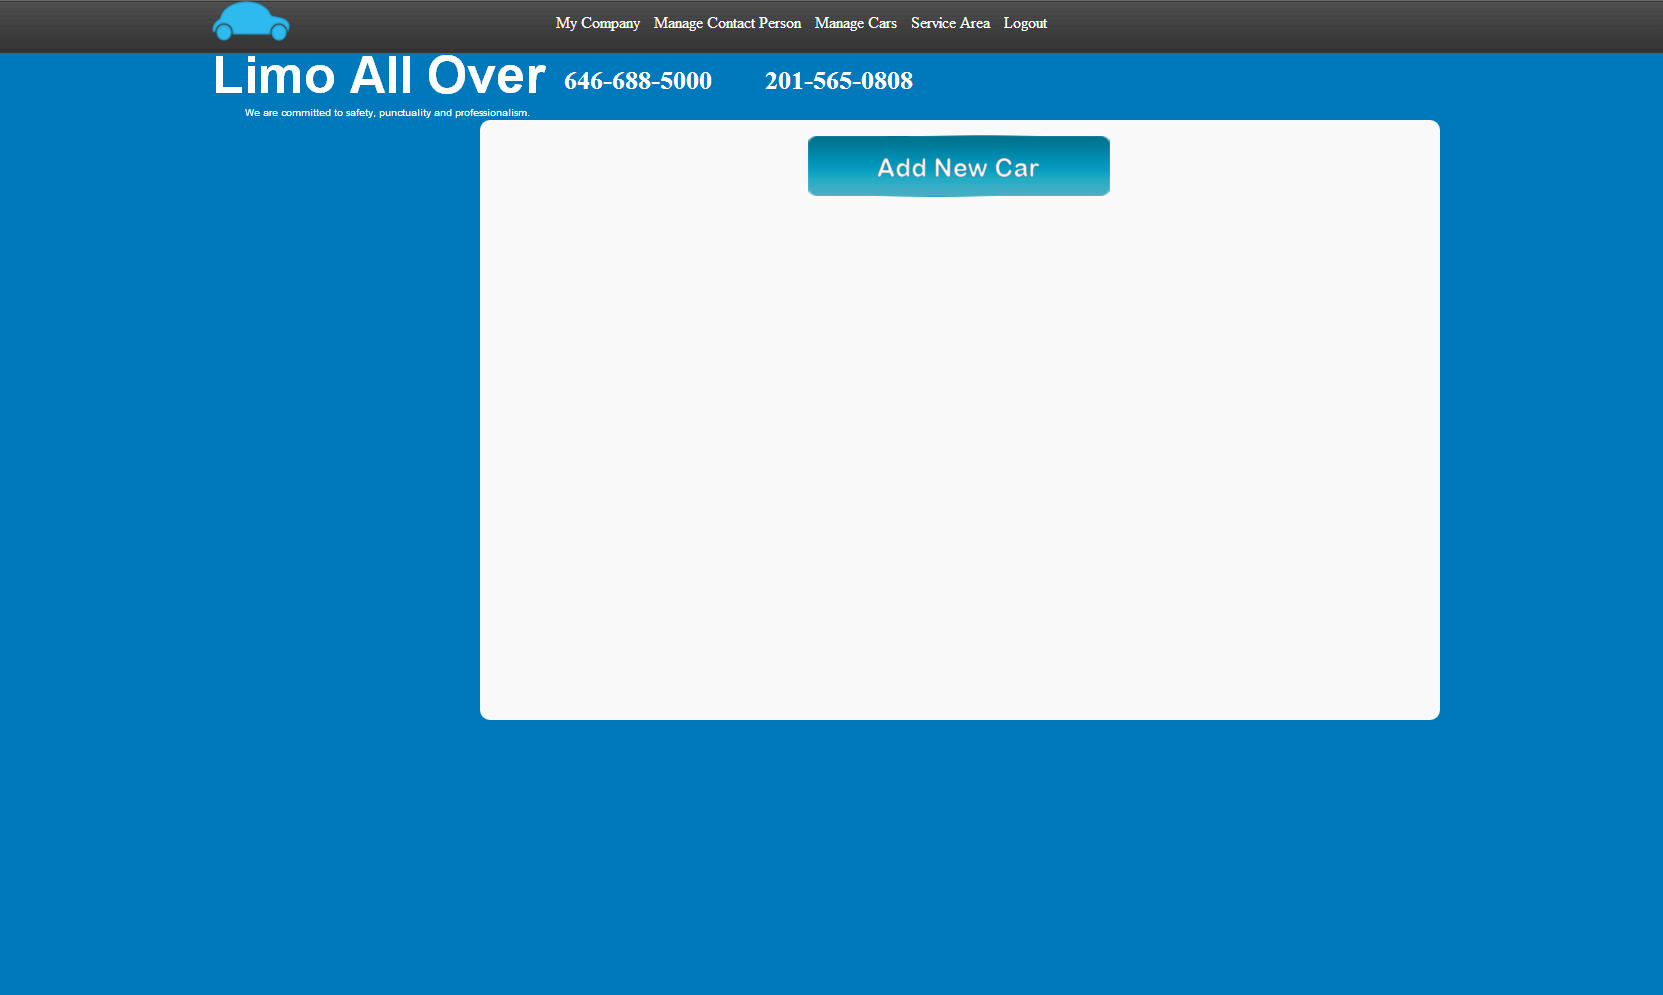 My Company Manage Contact Person Manage Cars Service Area Logout
Limo All Over 646-688-5000 201-565-0808
We are committed to safety, punctuality and professionalism.
Add New Car